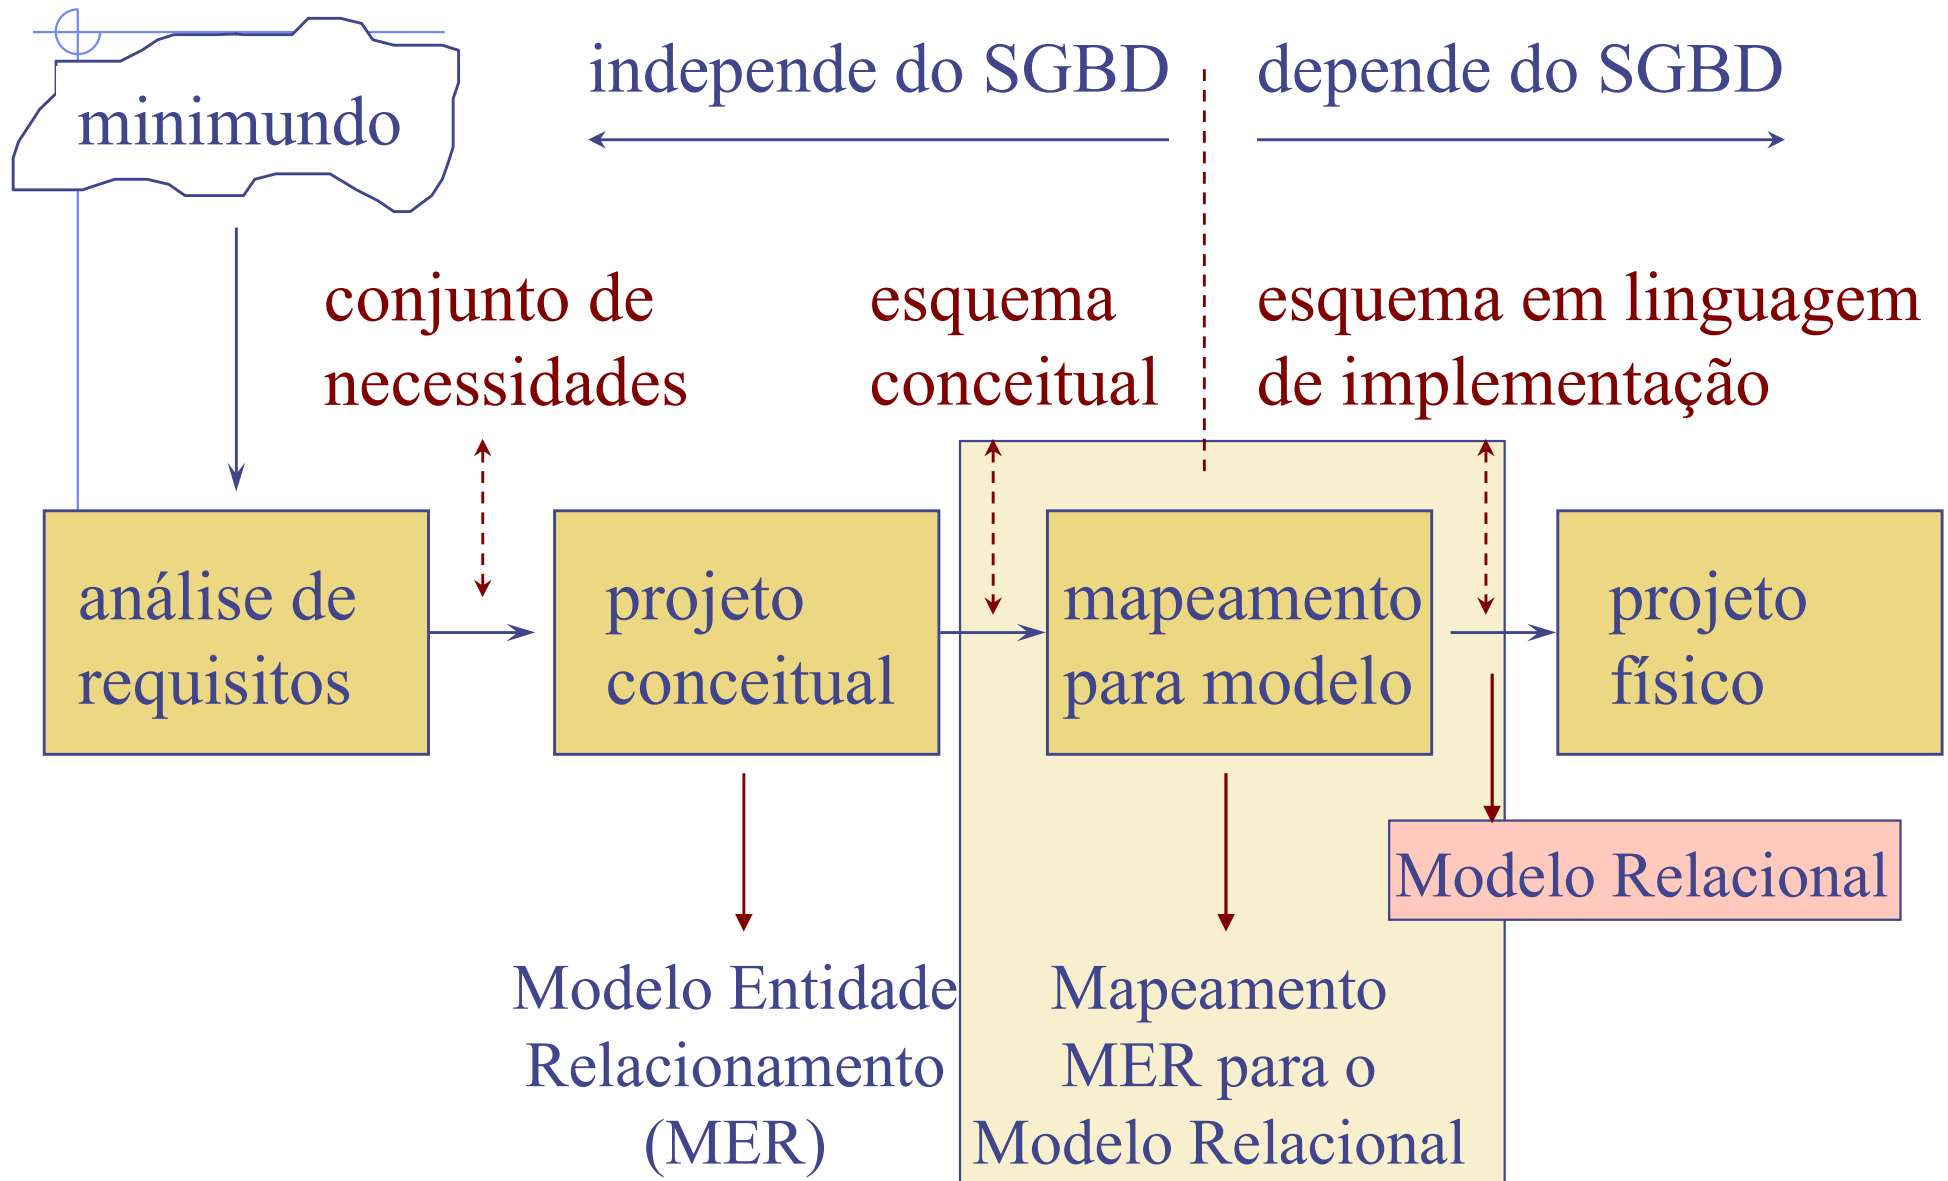 minimundo
independe do SGBD
depende do SGBD
conjunto de
necessidades
esquema
conceitual
esquema em linguagem
de implementação
análise de
requisitos
projeto
conceitual
mapeamento
para modelo
projeto
físico
Modelo Relacional
Modelo Entidade
Relacionamento
(MER)
Mapeamento
MER para o
Modelo Relacional